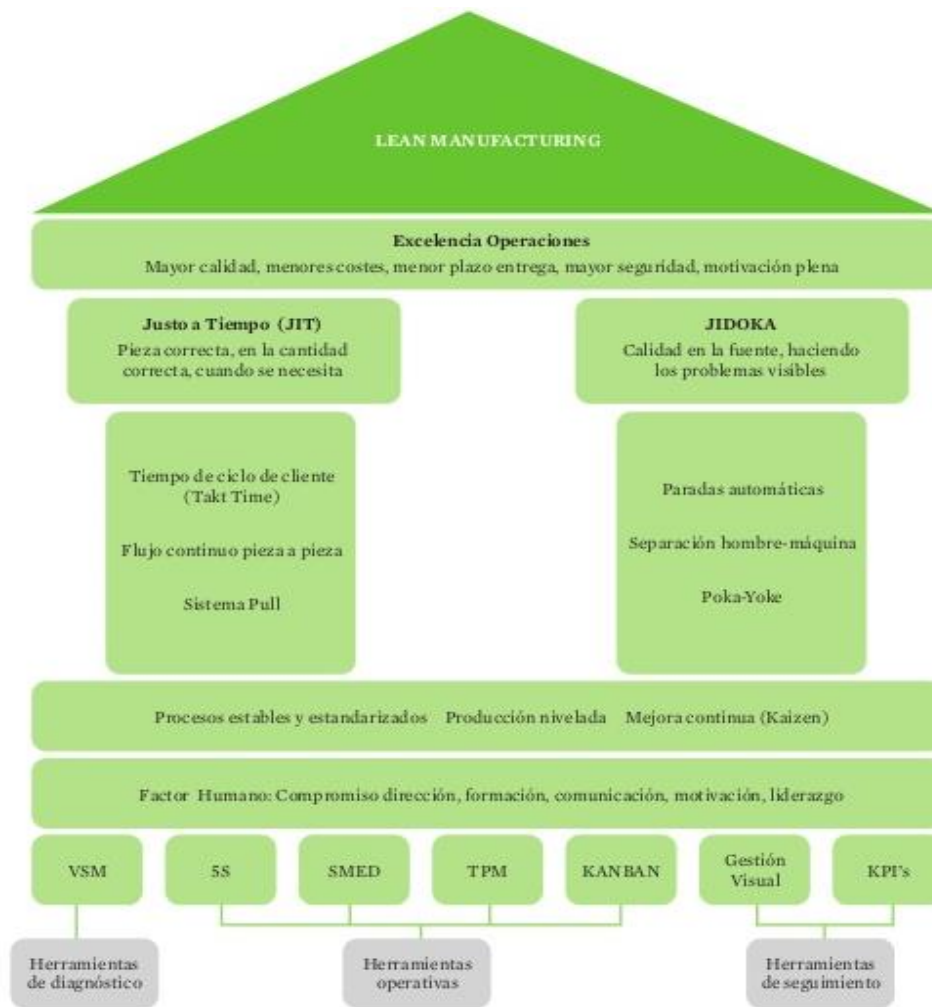 LEAN MANUFACTURING
Excelencia Operaciones
Mayor calidad, menores costes, menor plazo entrega, mayor seguridad, motivación plena
Justo a Tiempo (JIT)
Pieza correcta, en la cantidad
correcta, cuando se necesita
JIDOKA
Calidad en la fuente, haciendo
los problemas visibles
Tiempo de ciclo de cliente
(Takt Time)
Flujo continuo pieza a pieza
Sistema Pull
Paradas automáticas
Separación hombre-máquina
Poka-Yoke
Procesos estables y estandarizados Producción nivelada Mejora continua (Kaizen)
Factor Humano: Compromiso dirección, formación, comunicación, motivación, liderazgo
VSM
5S
SMED
TPM
KANBAN
Gestión
Visual
KPI's
Herramientas
de diagnóstico
Herramientas
operativas
Herramientas
de seguimiento